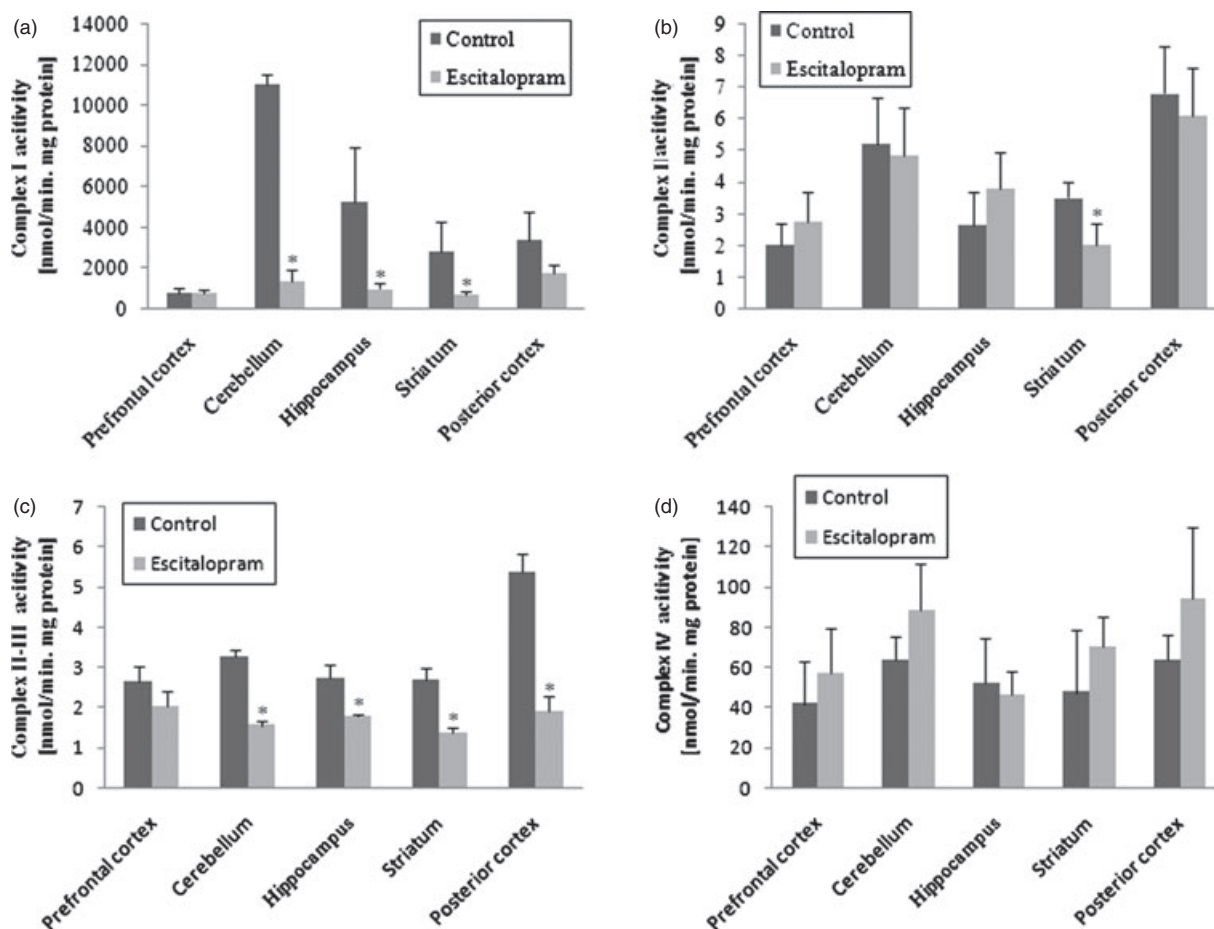 (a)
Complex I acitivity
[nmol/min. mg protein]
14000
12000
10000
8000
6000
4000
2000
0
Control
Escitalopram
*
*
*
Prefrontal cortex
Cerebellum
Hippocampus
Striatum
Posterior cortex
(b)
Complex II acitivity
[nmol/min. mg protein]
9
8
7
6
5
4
3
2
1
0
Control
Escitalopram
*
Prefrontal cortex
Cerebellum
Hippocampus
Striatum
Posterior cortex
(c)
Complex II-III acitivity
[nmol/min. mg protein]
7
6
5
4
3
2
1
0
Control
Escitalopram
*
*
*
*
Prefrontal cortex
Cerebellum
Hippocampus
Striatum
Posterior cortex
(d)
Complex IV acitivity
[nmol/min. mg protein]
140
120
100
80
60
40
20
0
Control
Escitalopram
Prefrontal cortex
Cerebellum
Hippocampus
Striatum
Posterior cortex